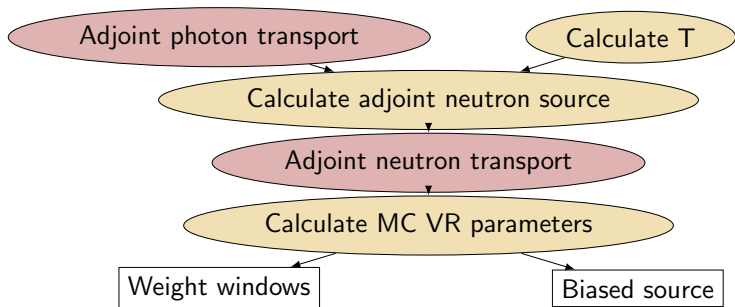 Adjoint photon transport
Calculate T
Calculate adjoint neutron source
Adjoint neutron transport
Calculate MC VR parameters
Weight windows
Biased source